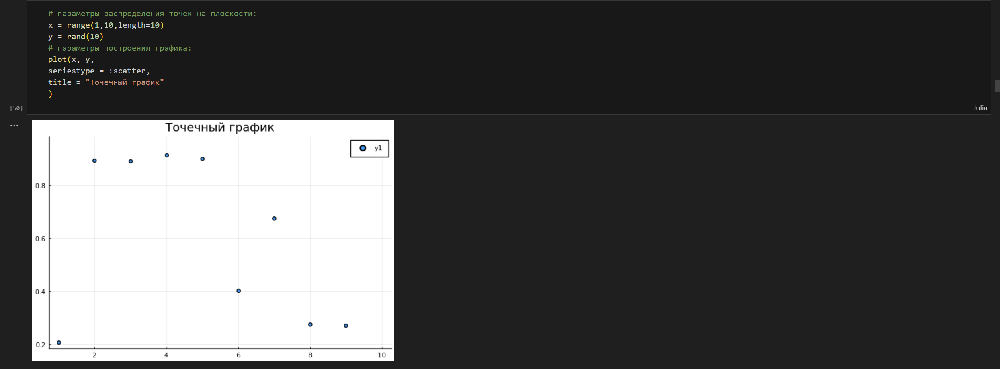 # параметры распределения точек на плоскости:
x = range(1,10,length=10)
y = rand(10)
# параметры построения графика:
plot(x, y,
seriestype = :scatter,
title = "Точечный график"
)
[50]
Julia
...
Точечный график
y1
0.8
0.6
0.4
0.2
2 4 6 8 10